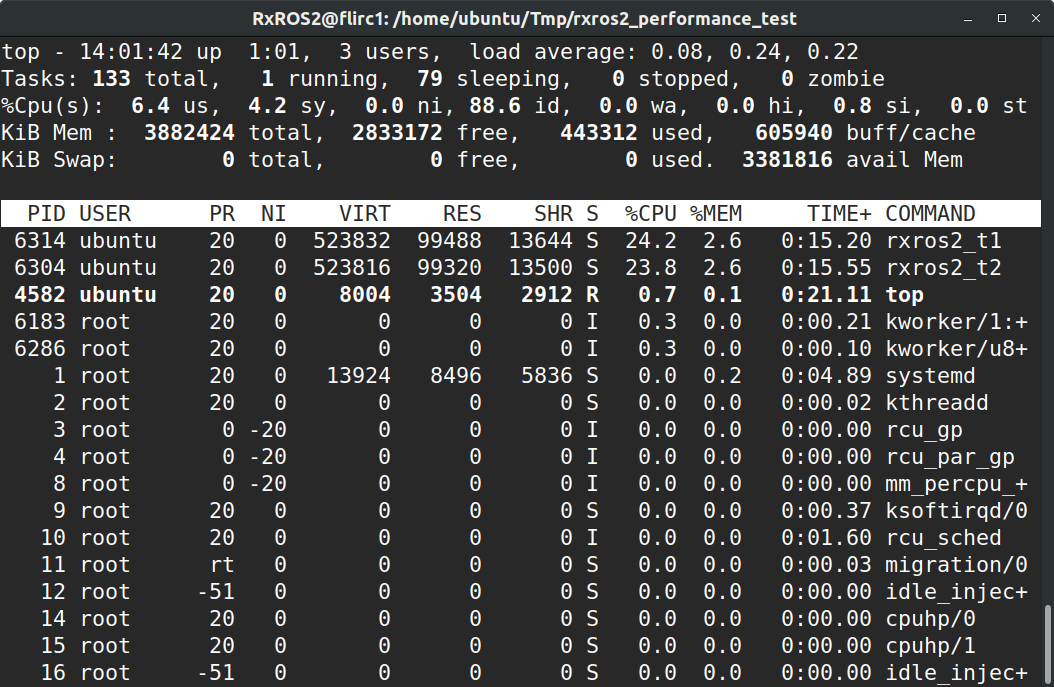 RxROS2@flirc1: /home/ubuntu/Tmp/rxros2_performance_test
top - 14:01:42 up  1:01,  3 users,  load average: 0.08, 0.24, 0.22
Tasks: 133 total,   1 running,  79 sleeping,   0 stopped,   0 zombie
%Cpu(s):  6.4 us,  4.2 sy,  0.0 ni, 88.6 id,  0.0 wa,  0.0 hi,  0.8 si,  0.0 st
KiB Mem :  3882424 total,  2833172 free,   443312 used,   605940 buff/cache
KiB Swap:        0 total,        0 free,        0 used.  3381816 avail Mem
PID USER      PR  NI    VIRT    RES    SHR S  %CPU %MEM     TIME+ COMMAND
6314 ubuntu    20   0  523832  99488  13644 S  24.2  2.6   0:15.20 rxros2_t1
6304 ubuntu    20   0  523816  99320  13500 S  23.8  2.6   0:15.55 rxros2_t2
4582 ubuntu    20   0    8004   3504   2912 R   0.7  0.1   0:21.11 top
6183 root      20   0       0      0      0 I   0.3  0.0   0:00.21 kworker/1:+
6286 root      20   0       0      0      0 I   0.3  0.0   0:00.10 kworker/u8+
1 root      20   0   13924   8496   5836 S   0.0  0.2   0:04.89 systemd
2 root      20   0       0      0      0 S   0.0  0.0   0:00.02 kthreadd
3 root       0 -20       0      0      0 I   0.0  0.0   0:00.00 rcu_gp
4 root       0 -20       0      0      0 I   0.0  0.0   0:00.00 rcu_par_gp
8 root       0 -20       0      0      0 I   0.0  0.0   0:00.00 mm_percpu_+
9 root      20   0       0      0      0 S   0.0  0.0   0:00.37 ksoftirqd/0
10 root      20   0       0      0      0 I   0.0  0.0   0:01.60 rcu_sched
11 root      rt   0       0      0      0 S   0.0  0.0   0:00.03 migration/0
12 root     -51   0       0      0      0 S   0.0  0.0   0:00.00 idle_injec+
14 root      20   0       0      0      0 S   0.0  0.0   0:00.00 cpuhp/0
15 root      20   0       0      0      0 S   0.0  0.0   0:00.00 cpuhp/1
16 root     -51   0       0      0      0 S   0.0  0.0   0:00.00 idle_injec+